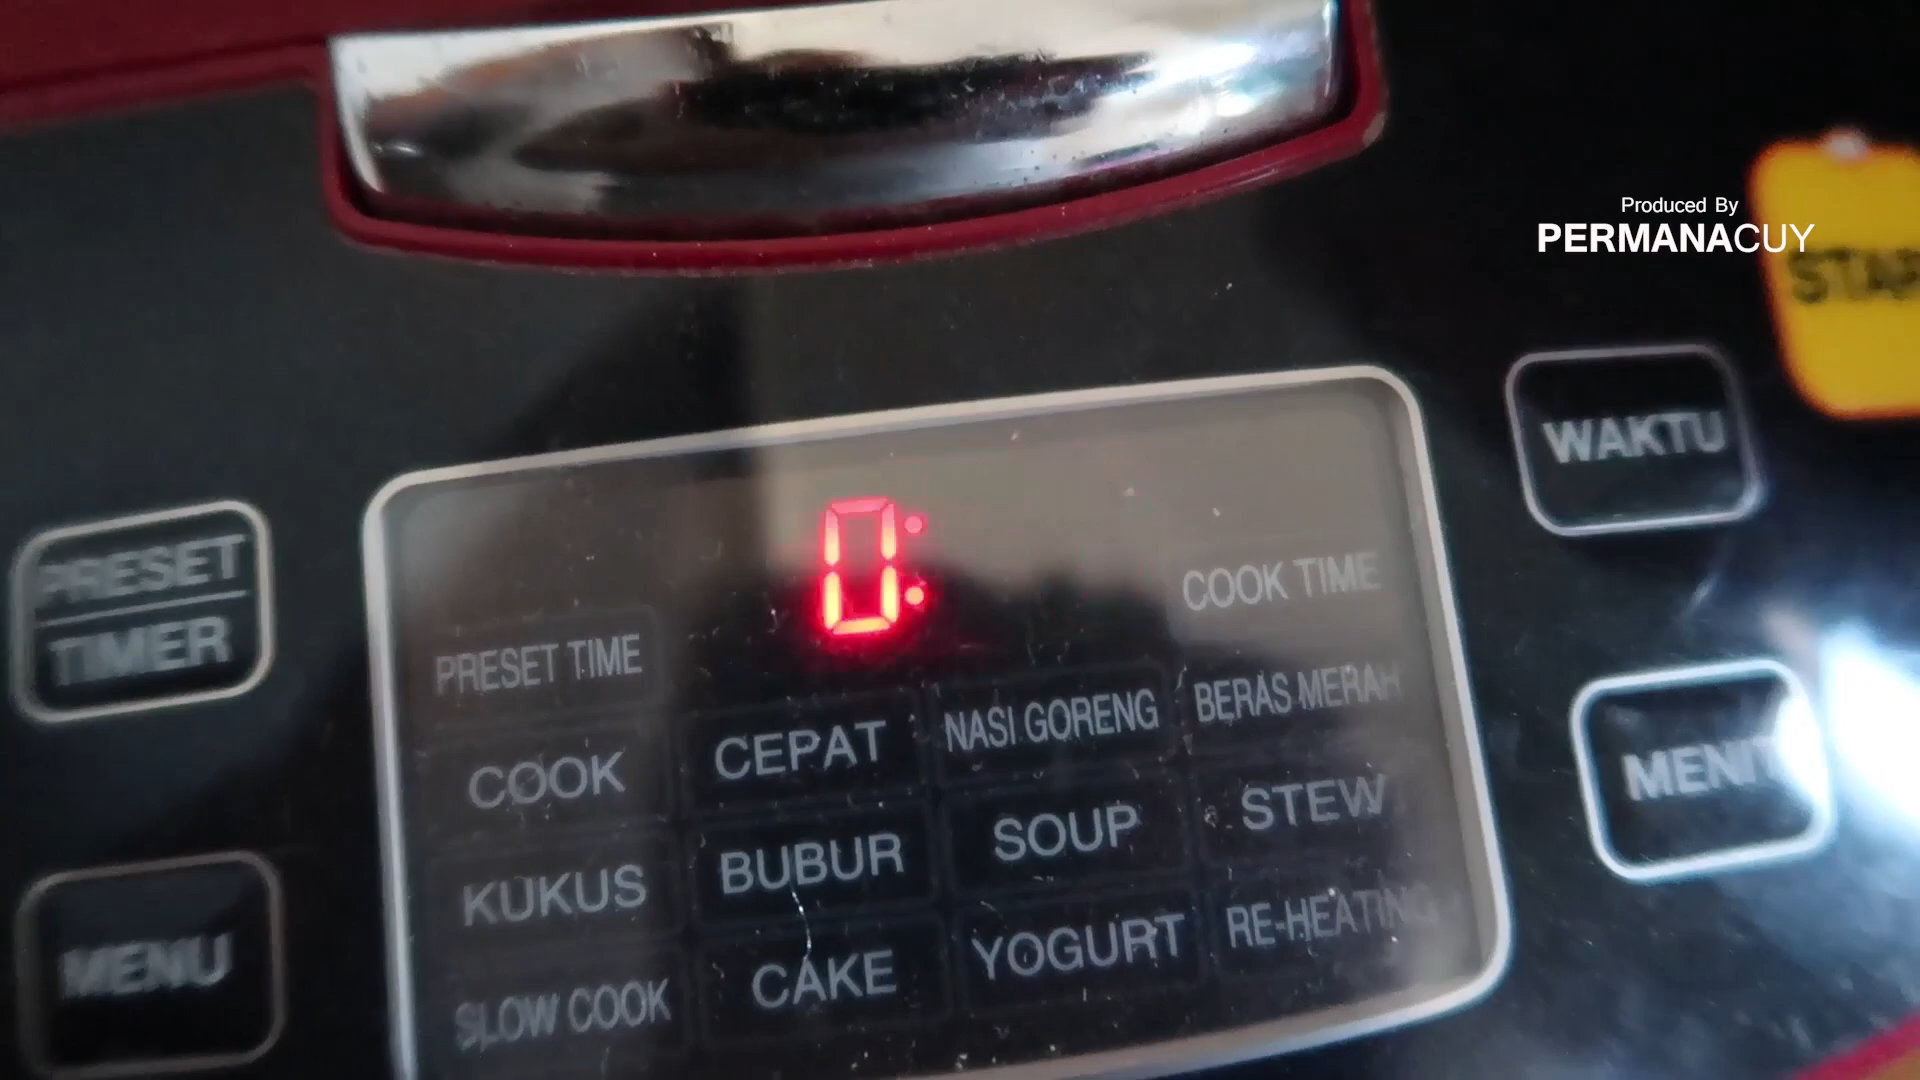 Produced By
PERMANACUY
START
WAKTU
PRESET
TIMER
0:
PRESET TIME
COOK TIME
COOK
CEPAT
NASI GORENG
BERAS MERAH
MENIT
KUKUS
BUBUR
SOUP
STEW
MENU
SLOW COOK
CAKE
YOGURT
RE-HEATING